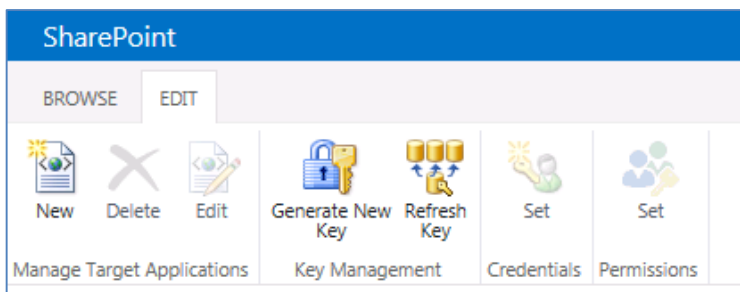 SharePoint
BROWSE EDIT
New Delete Edit Generate New Key Refresh Key Set Set
Manage Target Applications Key Management Credentials Permissions